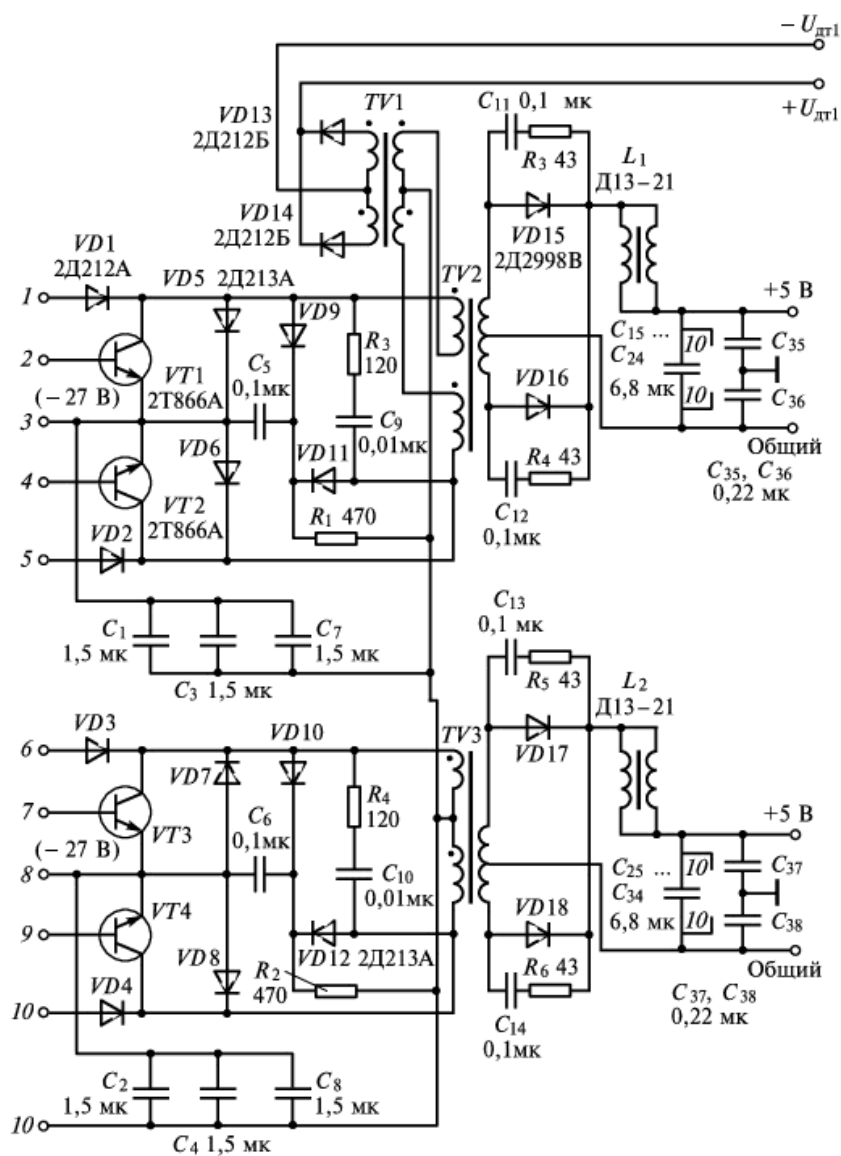 − Uдт1
+Uдт1
C11 0,1 мк
VD13
2Д212Б
TV1
R3 43
L1
Д13−21
VD14
2Д212Б
VD15
2Д2998В
VD1
2Д212А
VD5 2Д213А
TV2
1
VD9
+5 В
R3
120
C15 ...
C24
10
C35
2
C5
0,1мк
VT1
2Т866А
(− 27 В)
VD16
6,8 мк
10
C36
C9
0,01мк
3
VD6
VD11
R4 43
Общий
4
VT2
2Т866А
C35, C36
0,22 мк
R1 470
C12
0,1мк
VD2
5
C1
1,5 мк
C7
1,5 мк
C13
0,1 мк
C3 1,5 мк
R5 43
L2
Д13−21
VD3
VD10
TV3
VD17
6
VD7
R4
120
7
C6
0,1мк
+5 В
VT3
(− 27 В)
C10
0,01мк
C25 ...
C34
10
C37
8
VD18
6,8 мк
10
C38
VT4
9
VD8
VD12 2Д213А
R6 43
Общий
R2
470
VD4
C37, C38
0,22 мк
10
C14
0,1мк
C2
1,5 мк
C8
1,5 мк
10
C4 1,5 мк